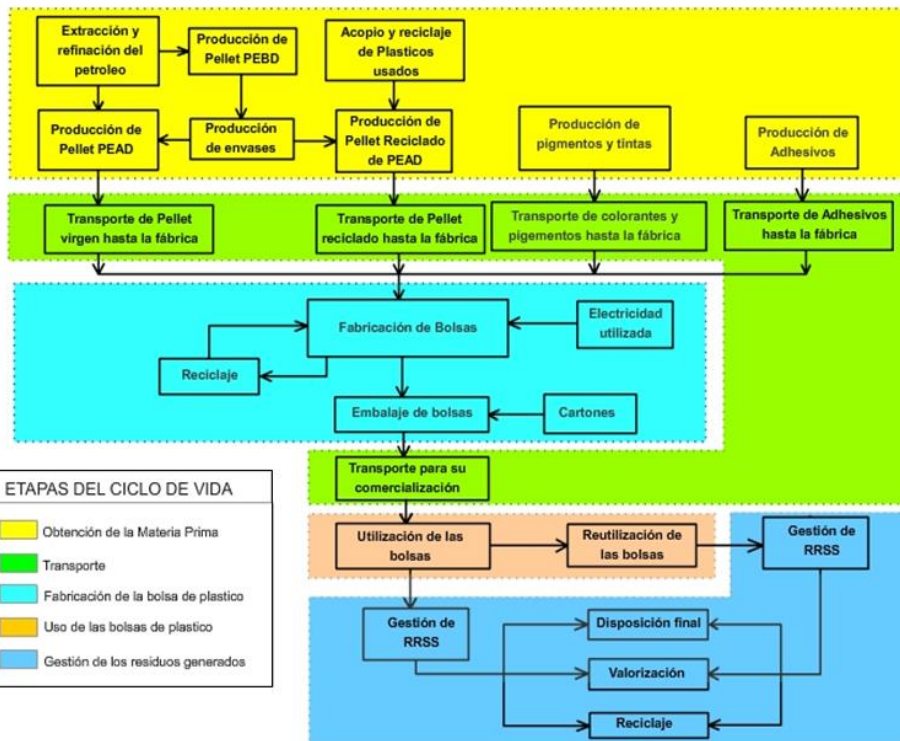 Extracción y
refinación del
petroleo
Producción de
Pellet PEBD
Acopio y reciclaje
de Plasticos
usados
Producción de
Pellet PEAD
Producción
de envases
Producción de
Pellet Reciclado
de PEAD
Producción de
pigmentos y tintas
Producción de
Adhesivos
Transporte de Pellet
virgen hasta la fábrica
Transporte de Pellet
reciclado hasta la fábrica
Transporte de colorantes y
pigementos hasta la fábrica
Transporte de Adhesivos
hasta la fábrica
Fabricación de Bolsas
Electricidad
utilizada
Reciclaje
Embalaje de bolsas
Cartones
Transporte para su
comercialización
ETAPAS DEL CICLO DE VIDA
Obtención de la Materia Prima
Transporte
Fabricación de la bolsa de plastico
Uso de las bolsas de plastico
Gestión de los residuos generados
Utilización de las
bolsas
Reutilización de
las bolsas
Gestión de
RRSS
Gestión de
RRSS
Disposición final
Valorización
Reciclaje